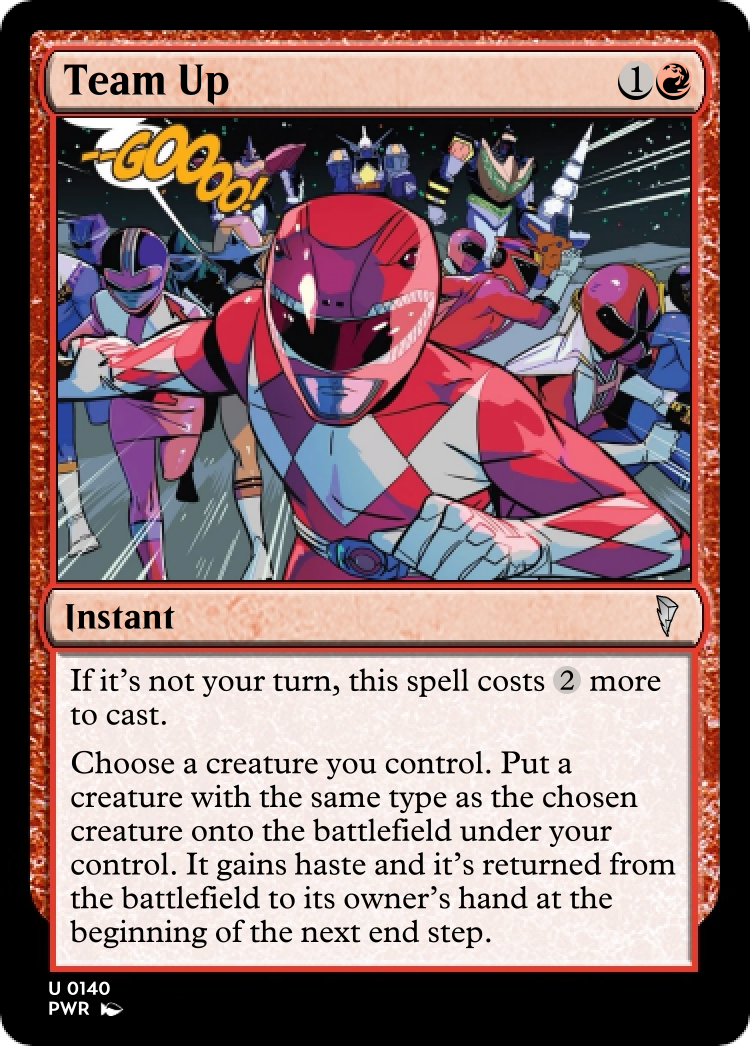 Team Up 1
--GOOOO!
Instant
If it's not your turn, this spell costs 2 more
to cast.
Choose a creature you control. Put a
creature with the same type as the chosen
creature onto the battlefield under your
control. It gains haste and it's returned from
the battlefield to its owner's hand at the
beginning of the next end step.
U 0140
PWR